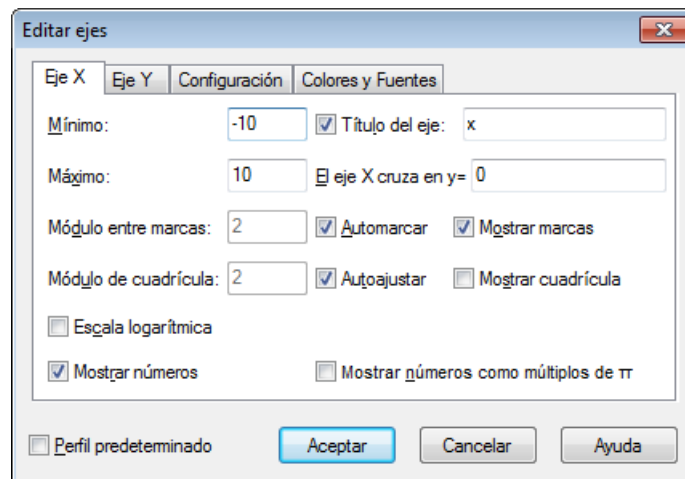 Editar ejes
Eje X Eje Y Configuración Colores y Fuentes
Mínimo: -10 Título del eje: x
Máximo: 10 El eje X cruza en y= 0
Módulo entre marcas: 2 Automarcar Mostrar marcas
Módulo de cuadrícula: 2 Autoajustar Mostrar cuadrícula
Escala logarítmica
Mostrar números Mostrar números como múltiplos de π
Perfil predeterminado Aceptar Cancelar Ayuda